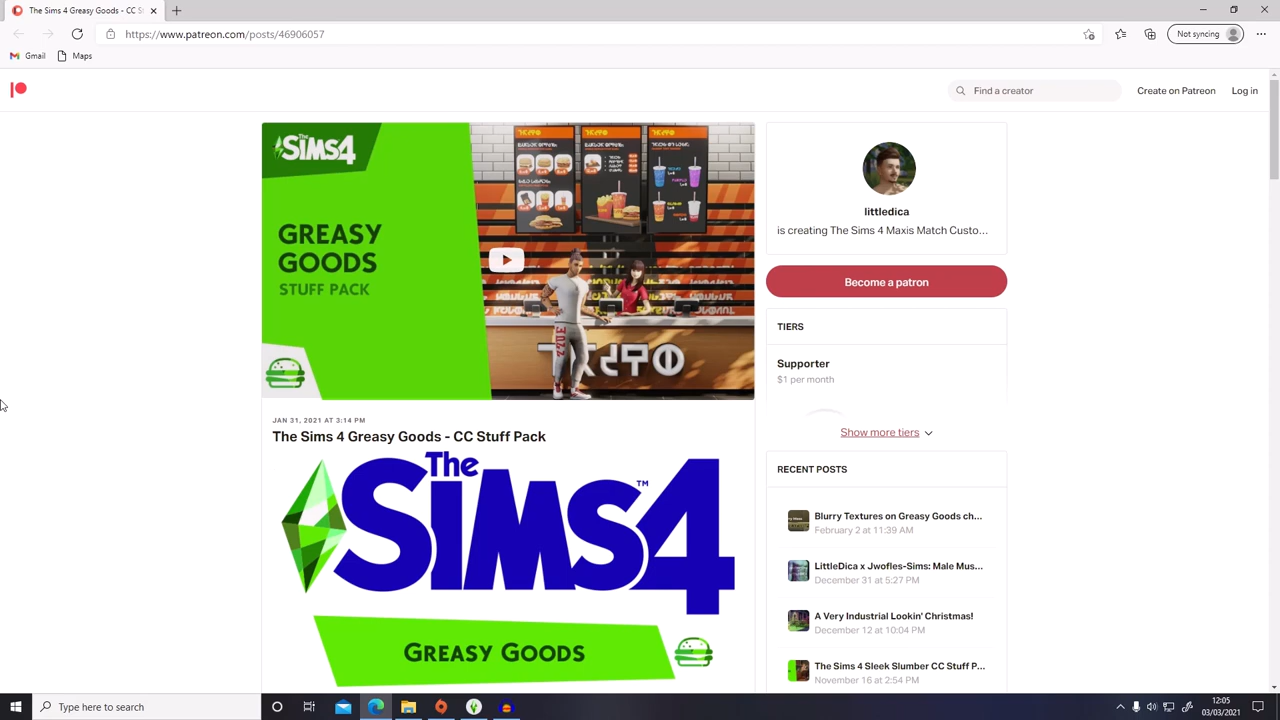 The Sims 4 Greasy Goods - CC S
https://www.patreon.com/posts/46906057
Not syncing
Gmail
Maps
Find a creator
Create on Patreon
Log in
The SIMS 4
GREASY
GOODS
STUFF PACK
littledica
is creating The Sims 4 Maxis Match Custo...
Become a patron
TIERS
Supporter
$1 per month
Show more tiers
JAN 31, 2021 AT 3:14 PM
The Sims 4 Greasy Goods - CC Stuff Pack
The SIMS 4 ™
GREASY GOODS
RECENT POSTS
Blurry Textures on Greasy Goods ch...
February 2 at 11:39 AM
LittleDica x Jwofles-Sims: Male Mus...
December 31 at 5:27 PM
A Very Industrial Lookin' Christmas!
December 12 at 10:04 PM
The Sims 4 Sleek Slumber CC Stuff P...
November 16 at 2:54 PM
Type here to search
12:05
03/03/2021